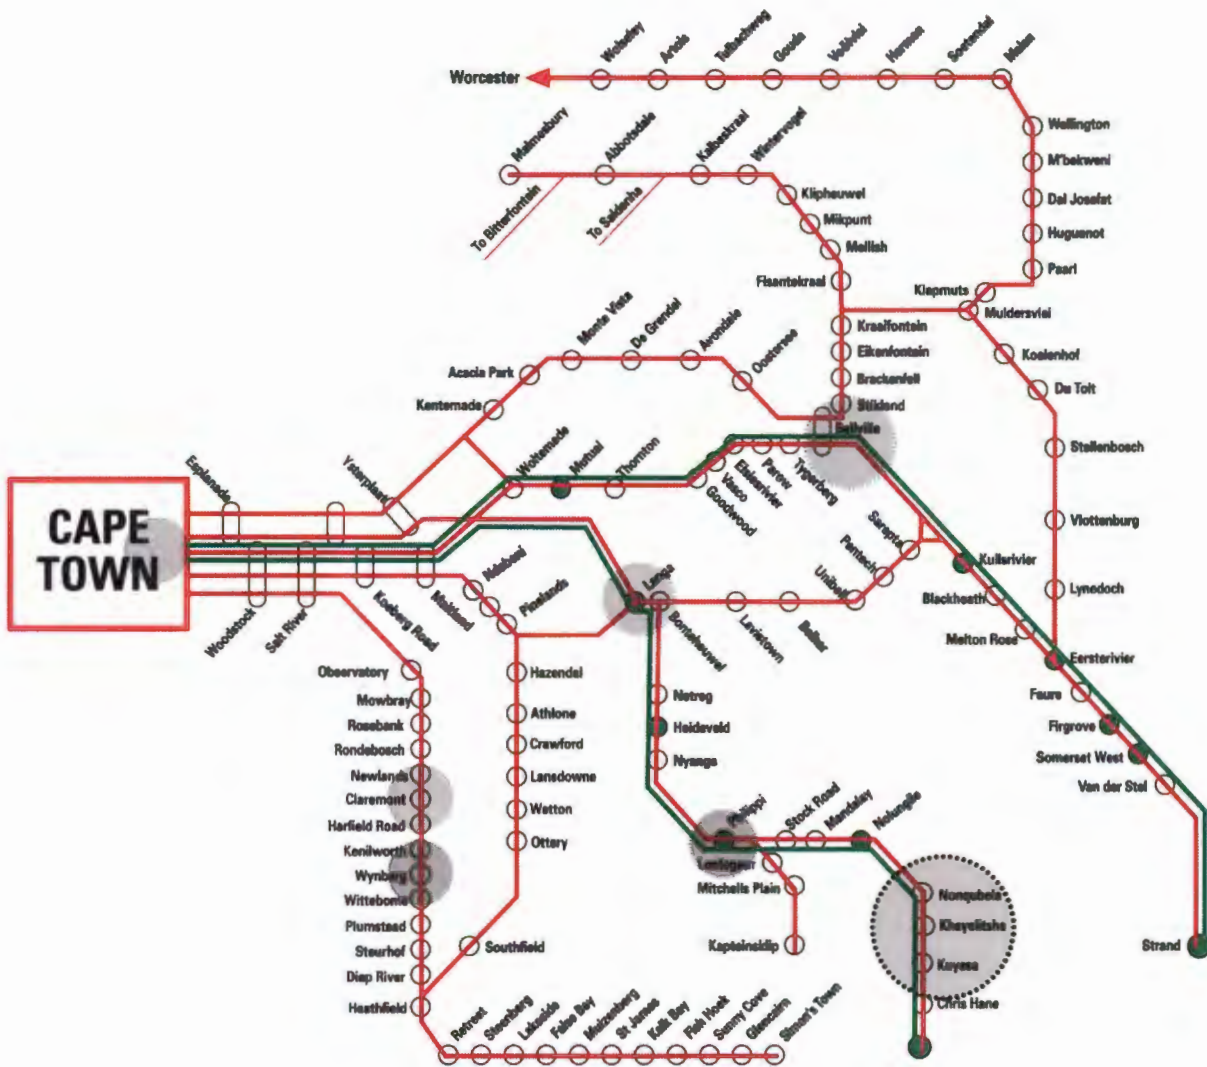 Worcester
Wolseley
Artois
Tulbachweg
Gouda
Voëlvlei
Hermon
Soetendal
Malan
Wellington
M'bekweni
Dal Josafat
Huguenot
Paarl
Klapmuts
Muldersvlei
Malmesbury
Abbotsdale
Kalbaskraal
Wintervogel
To Bitterfontein
To Saldanha
Klipheuwel
Mikpunt
Mellish
Fisantekraal
Kraaifontein
Eikenfontein
Brackenfell
Stikland
Bellville
Koelenhof
Du Toit
Stellenbosch
Vlottenburg
Lynedoch
Eersterivier
Acacia Park
Monte Vista
De Grendel
Avondale
Oosterzee
Kentemade
CAPE
TOWN
Esplanade
Ysterplaat
Woltemade
Mutual
Thornton
Goodwood
Vasco
Elsiesrivier
Parow
Tygerberg
Woodstock
Salt River
Koeberg Road
Maitland
Ndabeni
Pinelands
Langa
Bonteheuwel
Lavistown
Belhar
Unibell
Pentech
Sarepta
Kuilsrivier
Blackheath
Melton Rose
Faure
Firgrove
Somerset West
Van der Stel
Strand
Observatory
Mowbray
Rosebank
Rondebosch
Newlands
Claremont
Harfield Road
Kenilworth
Wynberg
Wittebome
Plumstead
Steurhof
Diep River
Heathfield
Hazendal
Athlone
Crawford
Lansdowne
Wetton
Ottery
Southfield
Netreg
Heideveld
Nyanga
Philippi
Stock Road
Mandalay
Nolungile
Lentegeur
Mitchells Plain
Kapteinsklip
Nonqubela
Khayelitsha
Kuyasa
Chris Hane
Retreat
Steenberg
Lakeside
False Bay
Muizenberg
St James
Kalk Bay
Fish Hoek
Sunny Cove
Glencairn
Simon's Town